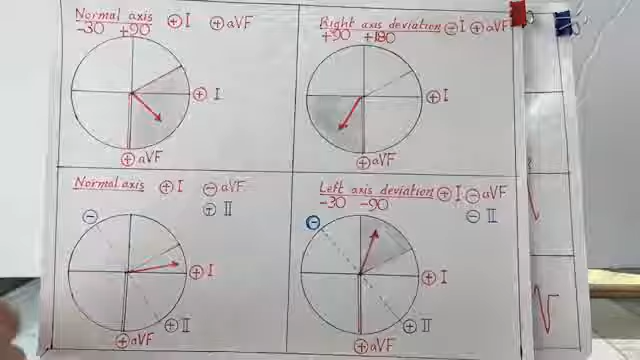 Normal axis ⊕ I ⊕ aVF
-30 +90
⊕ I
⊕ aVF
Right axis deviation ⊖ I ⊕ aVF
+90 +180
⊕ I
⊕ aVF
Normal axis ⊕ I ⊖ aVF
⊕ II
⊖
⊕ I
⊕ II
⊕ aVF
Left axis deviation ⊕ I ⊖ aVF
-30 -90 ⊖ II
⊖
⊕ I
⊕ II
⊕ aVF